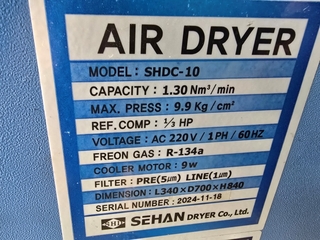 AIR DRYER
MODEL : SHDC-10
CAPACITY : 1.30 Nm³/min
MAX. PRESS : 9.9 Kg / cm²
REF. COMP : ⅓ HP
VOLTAGE : AC 220V / 1PH / 60HZ
FREON GAS : R-134a
COOLER MOTOR : 9w
FILTER : PRE(5㎛) LINE(1㎛)
DIMENSION : L340×D700×H840
SERIAL NUMBER : 2024-11-18
SEHAN DRYER Co., Ltd.